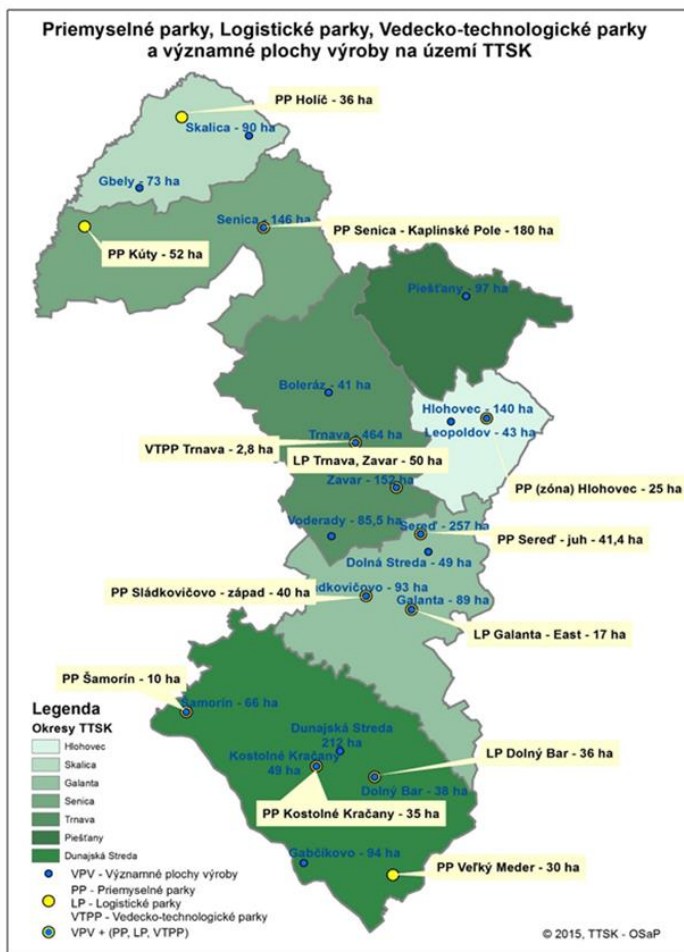 Priemyselné parky, Logistické parky, Vedecko-technologické parky
a významné plochy výroby na území TTSK
PP Holíč - 36 ha
Skalica - 90 ha
Gbely - 73 ha
Senica - 146 ha
PP Senica - Kaplinské Pole - 180 ha
PP Kúty - 52 ha
Piešťany - 97 ha
Boleráz - 41 ha
Hlohovec - 140 ha
Leopoldov - 43 ha
Trnava - 464 ha
VTPP Trnava - 2,8 ha
LP Trnava, Zavar - 50 ha
PP (zóna) Hlohovec - 25 ha
Zavar - 152 ha
Voderady - 85,5 ha
Sereď - 257 ha
PP Sereď - juh - 41,4 ha
Dolná Streda - 49 ha
PP Sládkovičovo - západ - 40 ha
ádkovičovo - 93 ha
Galanta - 89 ha
LP Galanta - East - 17 ha
PP Šamorín - 10 ha
Šamorín - 66 ha
Dunajská Streda
212 ha
LP Dolný Bar - 36 ha
Kostolné Kračany
49 ha
Dolný Bar - 38 ha
PP Kostolné Kračany - 35 ha
Gabčíkovo - 94 ha
PP Veľký Meder - 30 ha
Legenda
Okresy TTSK
Hlohovec
Skalica
Galanta
Senica
Trnava
Piešťany
Dunajská Streda
VPV - Významné plochy výroby
PP - Priemyselné parky
LP - Logistické parky
VTPP - Vedecko-technologické parky
VPV + (PP, LP, VTPP)
© 2015, TTSK - OSaP